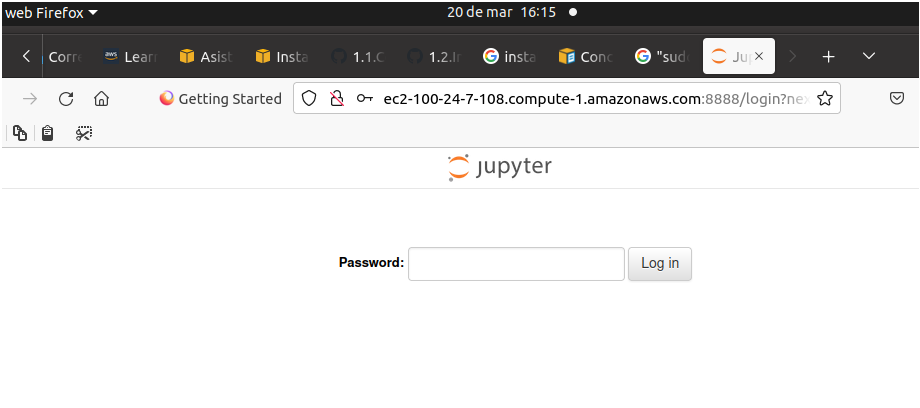 web Firefox
20 de mar 16:15
Corre Learn Asist Insta 1.1.C 1.2.In insta Conc "sudo Jup
Getting Started
ec2-100-24-7-108.compute-1.amazonaws.com:8888/login?nex
jupyter
Password: Log in